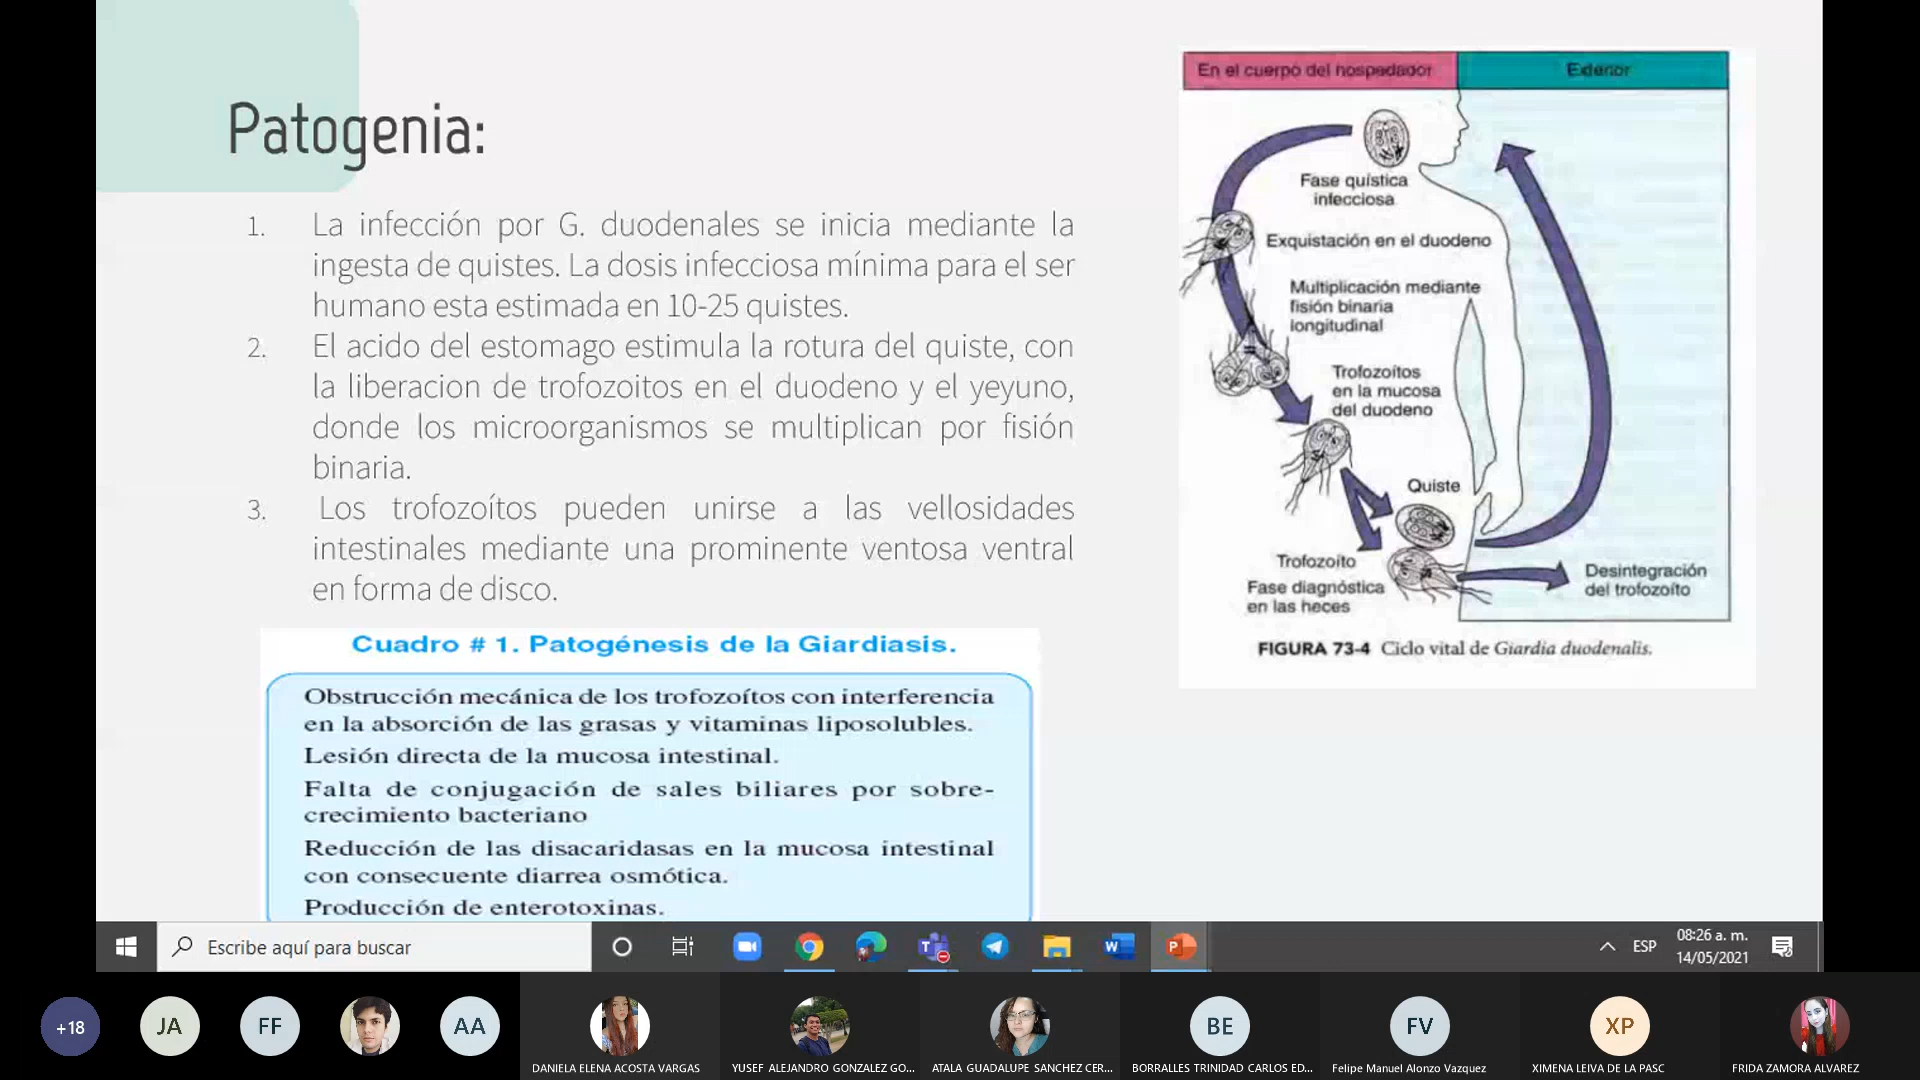 Patogenia:
1. La infección por G. duodenales se inicia mediante la
ingesta de quistes. La dosis infecciosa mínima para el ser
humano esta estimada en 10-25 quistes.
2. El acido del estomago estimula la rotura del quiste, con
la liberacion de trofozoitos en el duodeno y el yeyuno,
donde los microorganismos se multiplican por fisión
binaria.
3. Los trofozoítos pueden unirse a las vellosidades
intestinales mediante una prominente ventosa ventral
en forma de disco.
Cuadro # 1. Patogénesis de la Giardiasis.
Obstrucción mecánica de los trofozoítos con interferencia
en la absorción de las grasas y vitaminas liposolubles.
Lesión directa de la mucosa intestinal.
Falta de conjugación de sales biliares por sobre-
crecimiento bacteriano
Reducción de las disacaridasas en la mucosa intestinal
con consecuente diarrea osmótica.
Producción de enterotoxinas.
En el cuerpo del hospedador
Exterior
Fase quística
infecciosa
Exquistación en el duodeno
Multiplicación mediante
fisión binaria
longitudinal
Trofozoítos
en la mucosa
del duodeno
Quiste
Trofozoíto
Fase diagnóstica
en las heces
Desintegración
del trofozoíto
FIGURA 73-4 Ciclo vital de Giardia duodenalis.
Escribe aquí para buscar
ESP
08:26 a. m.
14/05/2021
+18
JA
FF
AA
BE
FV
XP
DANIELA ELENA ACOSTA VARGAS
YUSEF ALEJANDRO GONZALEZ GO...
ATALA GUADALUPE SANCHEZ CER...
BORRALLES TRINIDAD CARLOS ED...
Felipe Manuel Alonzo Vazquez
XIMENA LEIVA DE LA PASC
FRIDA ZAMORA ALVAREZ